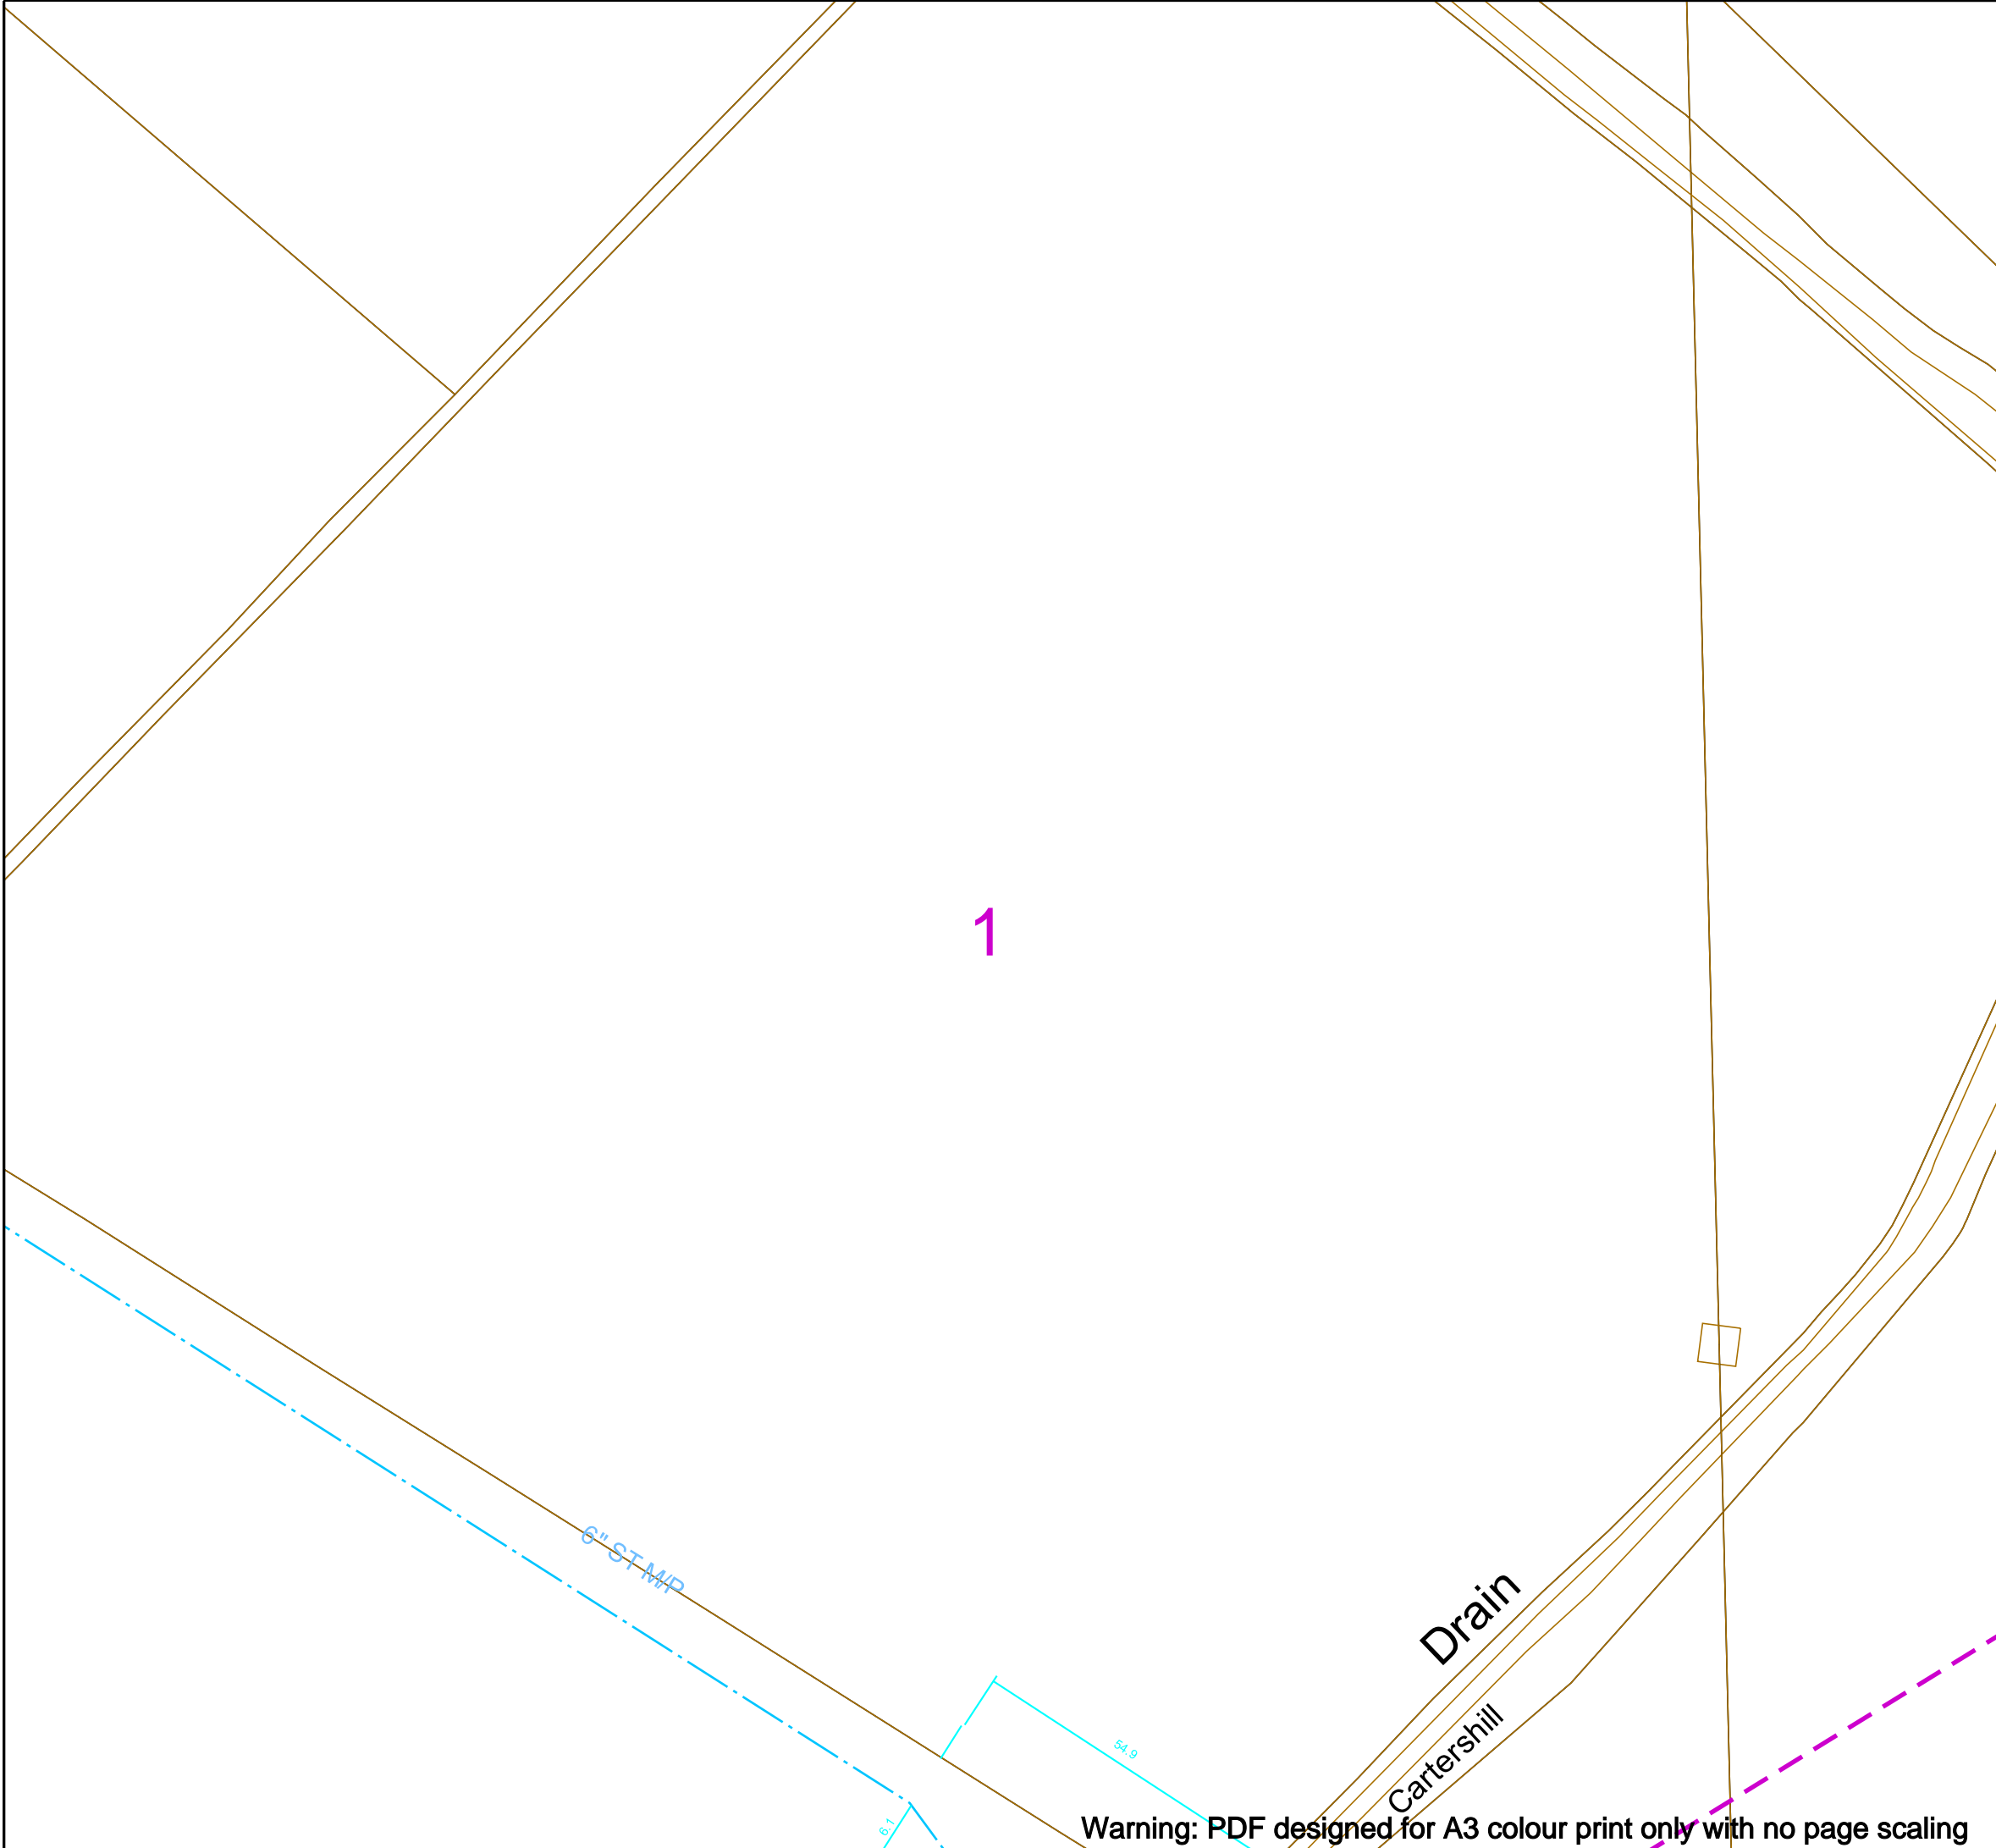 1
6" ST M/P
Drain
54.9
Cartershill
6.1
Warning: PDF designed for A3 colour print only with no page scaling